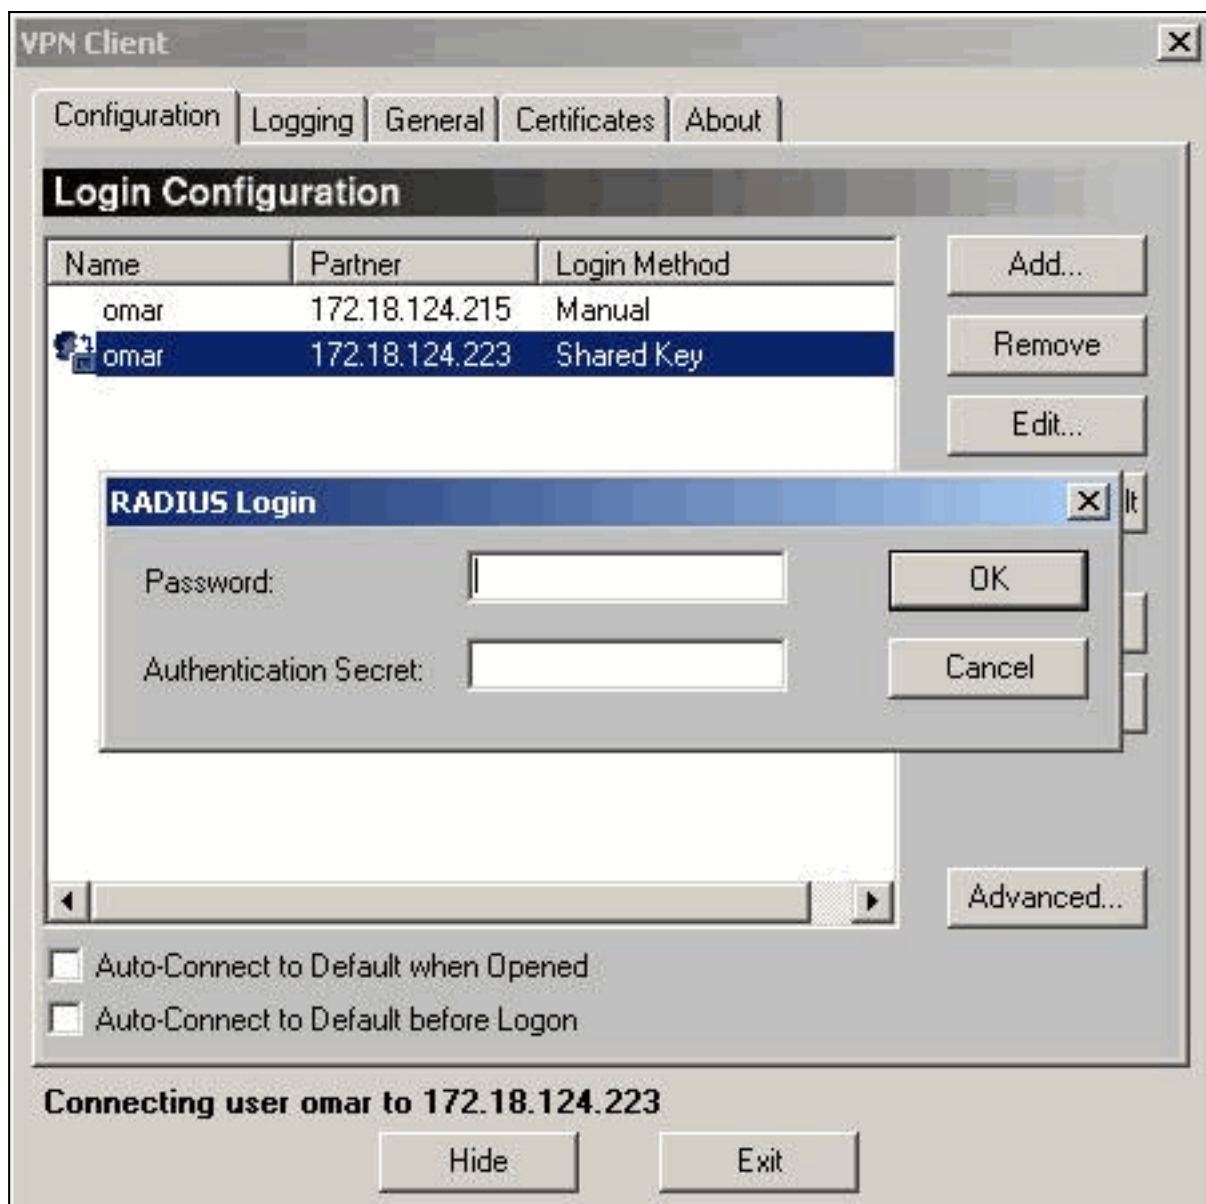 VPN Client
Configuration Logging General Certificates About
Login Configuration
Name Partner Login Method
omar 172.18.124.215 Manual
omar 172.18.124.223 Shared Key
Add...
Remove
Edit...
lt
RADIUS Login
Password:
OK
Authentication Secret:
Cancel
Advanced...
Auto-Connect to Default when Opened
Auto-Connect to Default before Logon
Connecting user omar to 172.18.124.223
Hide Exit